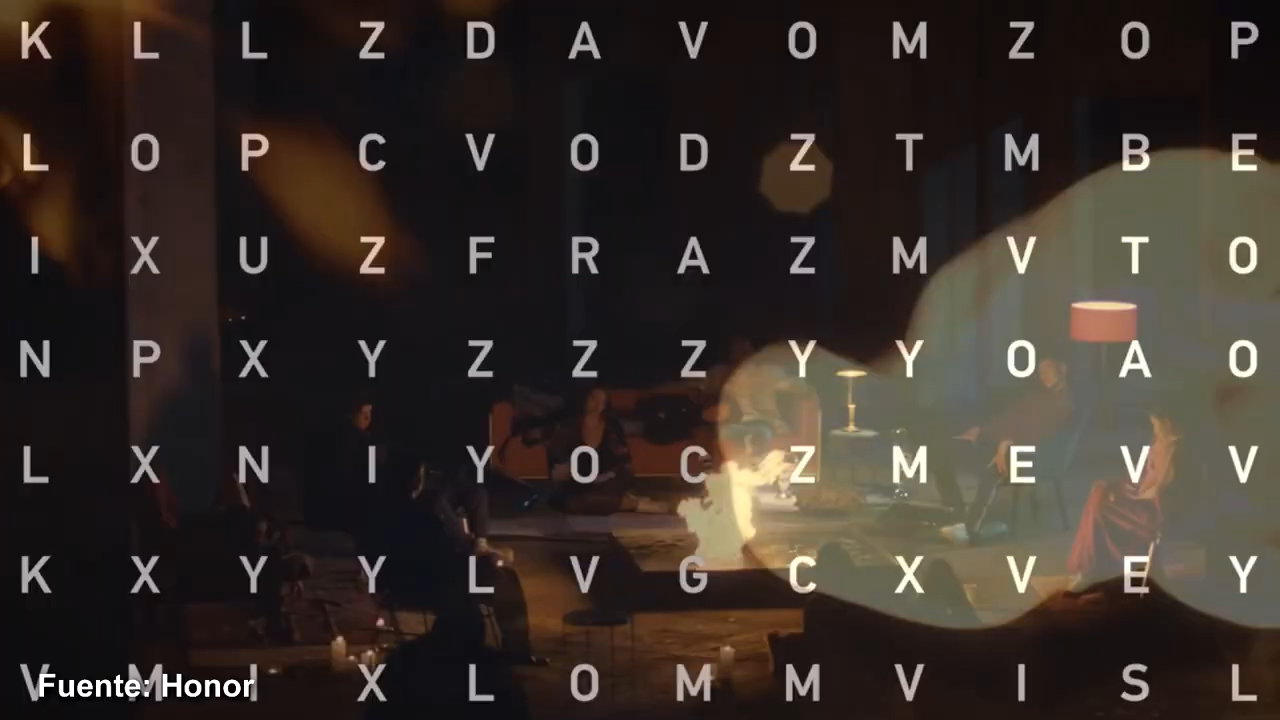 K L L Z D A V O M Z O P
L O P C V O D Z T M B E
I X U Z F R A Z M V T O
N P X Y Z Z Z Y Y O A O
L X N I Y O C Z M E V V
K X Y Y L V G C X V E Y
V M I X L O M M V I S L
Fuente: Honor